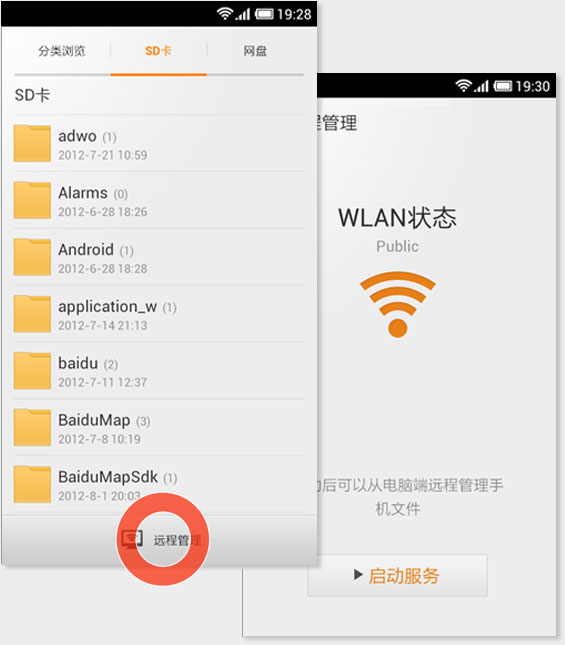 19:28
分类浏览 SD卡 网盘
SD卡
adwo (1)
2012-7-21 10:59
Alarms (0)
2012-6-28 18:26
Android (1)
2012-6-28 18:28
application_w (1)
2012-7-14 21:13
baidu (2)
2012-7-11 12:37
BaiduMap (3)
2012-7-8 10:19
BaiduMapSdk (1)
2012-8-1 20:03
远程管理
19:30
程管理
WLAN状态
Public
后可以从电脑端远程管理手
机文件
启动服务